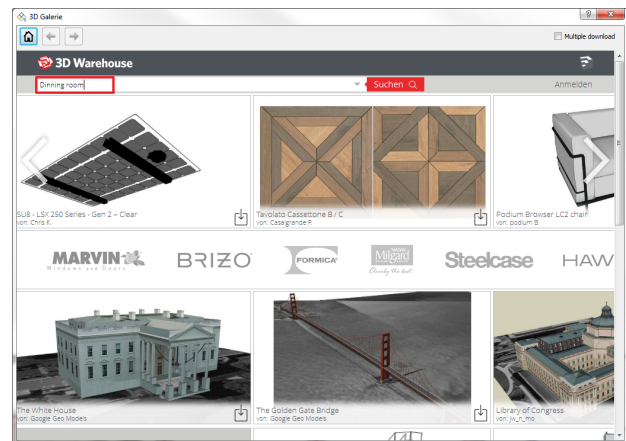 3D Galerie
Multiple download
3D Warehouse
Dinning room
Suchen
Anmelden
SU8 - LSX 250 Series - Gen 2 – Clear
von: Chris K.
Tavolato Cassettone B / C
von: Casalgrande P.
Podium Browser LC2 chair
von: podium B.
MARVIN
Windows and Doors
BRIZO
FORMICA
Milgard
Clearly the best
Steelcase
HAW
The White House
von: Google Geo Models
The Golden Gate Bridge
von: Google Geo Models
Library of Congress
von: jw_n_mo